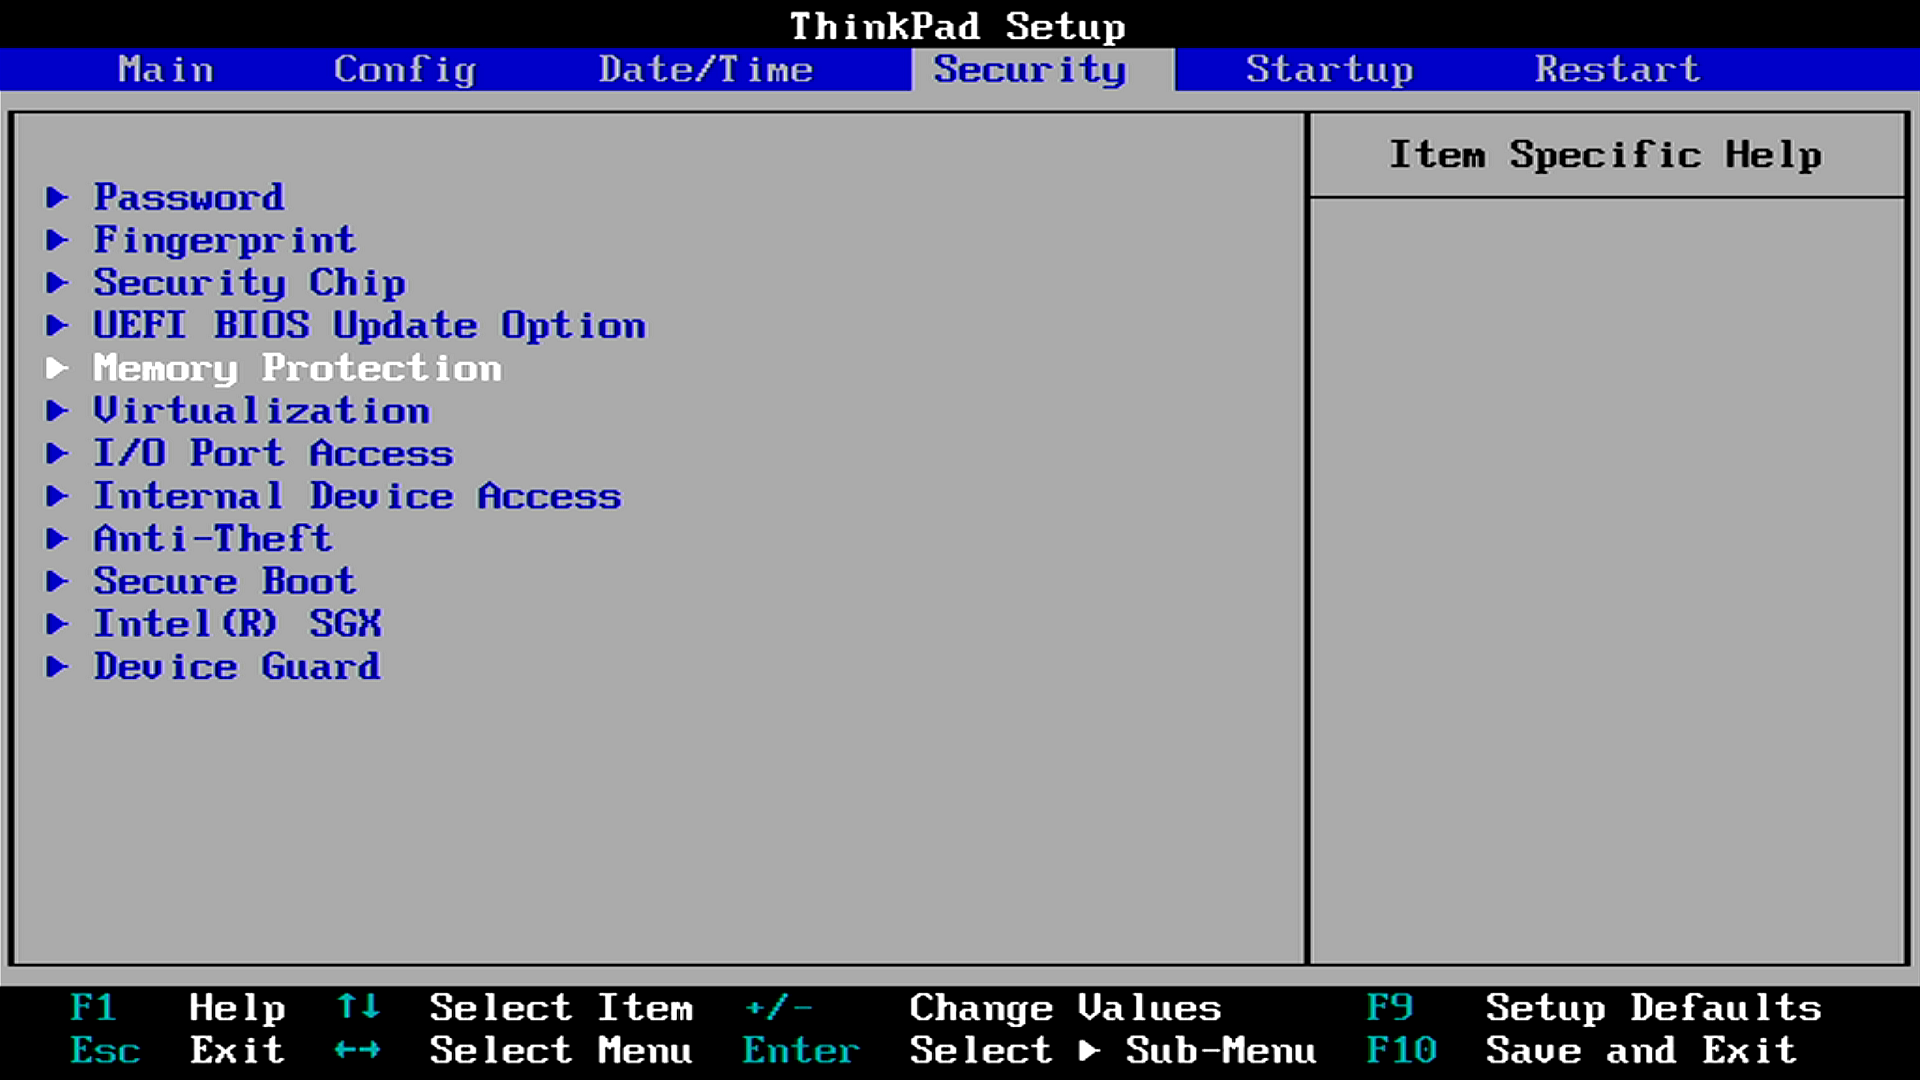 ThinkPad Setup
Main Config Date/Time Security Startup Restart
Item Specific Help
▶ Password
▶ Fingerprint
▶ Security Chip
▶ UEFI BIOS Update Option
▶ Memory Protection
▶ Virtualization
▶ I/O Port Access
▶ Internal Device Access
▶ Anti-Theft
▶ Secure Boot
▶ Intel(R) SGX
▶ Device Guard
F1 Help ↑↓ Select Item +/- Change Values F9 Setup Defaults
Esc Exit ←→ Select Menu Enter Select ▶ Sub-Menu F10 Save and Exit